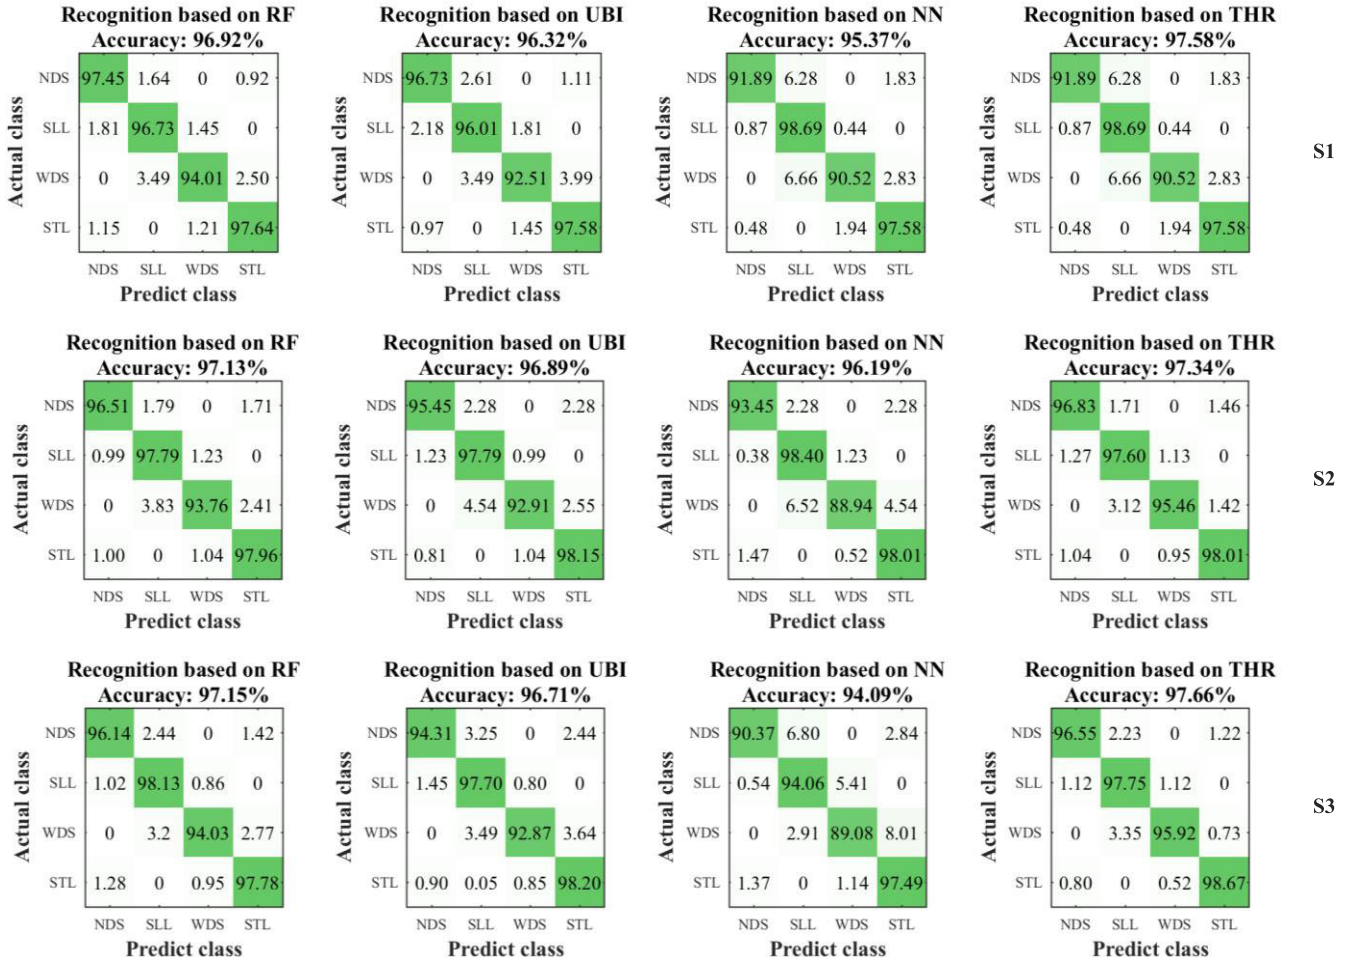 Recognition based on RF
Accuracy: 96.92%
Actual class
NDS 97.45 1.64 0 0.92
SLL 1.81 96.73 1.45 0
WDS 0 3.49 94.01 2.50
STL 1.15 0 1.21 97.64
NDS SLL WDS STL
Predict class
Recognition based on UBI
Accuracy: 96.32%
Actual class
NDS 96.73 2.61 0 1.11
SLL 2.18 96.01 1.81 0
WDS 0 3.49 92.51 3.99
STL 0.97 0 1.45 97.58
NDS SLL WDS STL
Predict class
Recognition based on NN
Accuracy: 95.37%
Actual class
NDS 91.89 6.28 0 1.83
SLL 0.87 98.69 0.44 0
WDS 0 6.66 90.52 2.83
STL 0.48 0 1.94 97.58
NDS SLL WDS STL
Predict class
Recognition based on THR
Accuracy: 97.58%
Actual class
NDS 91.89 6.28 0 1.83
SLL 0.87 98.69 0.44 0
WDS 0 6.66 90.52 2.83
STL 0.48 0 1.94 97.58
NDS SLL WDS STL
Predict class
S1
Recognition based on RF
Accuracy: 97.13%
Actual class
NDS 96.51 1.79 0 1.71
SLL 0.99 97.79 1.23 0
WDS 0 3.83 93.76 2.41
STL 1.00 0 1.04 97.96
NDS SLL WDS STL
Predict class
Recognition based on UBI
Accuracy: 96.89%
Actual class
NDS 95.45 2.28 0 2.28
SLL 1.23 97.79 0.99 0
WDS 0 4.54 92.91 2.55
STL 0.81 0 1.04 98.15
NDS SLL WDS STL
Predict class
Recognition based on NN
Accuracy: 96.19%
Actual class
NDS 93.45 2.28 0 2.28
SLL 0.38 98.40 1.23 0
WDS 0 6.52 88.94 4.54
STL 1.47 0 0.52 98.01
NDS SLL WDS STL
Predict class
Recognition based on THR
Accuracy: 97.34%
Actual class
NDS 96.83 1.71 0 1.46
SLL 1.27 97.60 1.13 0
WDS 0 3.12 95.46 1.42
STL 1.04 0 0.95 98.01
NDS SLL WDS STL
Predict class
S2
Recognition based on RF
Accuracy: 97.15%
Actual class
NDS 96.14 2.44 0 1.42
SLL 1.02 98.13 0.86 0
WDS 0 3.2 94.03 2.77
STL 1.28 0 0.95 97.78
NDS SLL WDS STL
Predict class
Recognition based on UBI
Accuracy: 96.71%
Actual class
NDS 94.31 3.25 0 2.44
SLL 1.45 97.70 0.80 0
WDS 0 3.49 92.87 3.64
STL 0.90 0.05 0.85 98.20
NDS SLL WDS STL
Predict class
Recognition based on NN
Accuracy: 94.09%
Actual class
NDS 90.37 6.80 0 2.84
SLL 0.54 94.06 5.41 0
WDS 0 2.91 89.08 8.01
STL 1.37 0 1.14 97.49
NDS SLL WDS STL
Predict class
Recognition based on THR
Accuracy: 97.66%
Actual class
NDS 96.55 2.23 0 1.22
SLL 1.12 97.75 1.12 0
WDS 0 3.35 95.92 0.73
STL 0.80 0 0.52 98.67
NDS SLL WDS STL
Predict class
S3